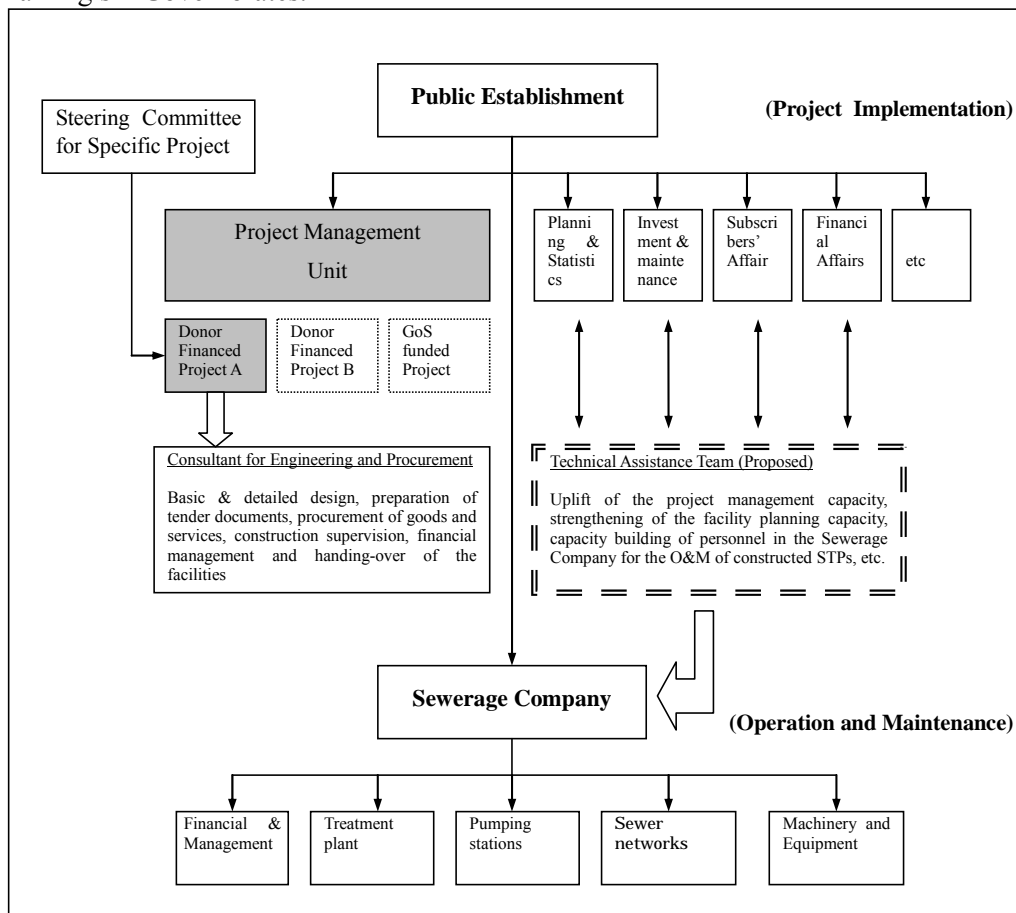 Public Establishment
(Project Implementation)
Steering Committee
for Specific Project
Project Management
Unit
Planni
ng &
Statisti
cs
Invest
ment &
mainte
nance
Subscri
bers’
Affair
Financi
al
Affairs
etc
Donor
Financed
Project A
Donor
Financed
Project B
GoS
funded
Project
Consultant for Engineering and Procurement
Basic & detailed design, preparation of
tender documents, procurement of goods and
services, construction supervision, financial
management and handing-over of the
facilities
Technical Assistance Team (Proposed)
Uplift of the project management capacity,
strengthening of the facility planning capacity,
capacity building of personnel in the Sewerage
Company for the O&M of constructed STPs, etc.
Sewerage Company
(Operation and Maintenance)
Financial &
Management
Treatment
plant
Pumping
stations
Sewer
networks
Machinery and
Equipment